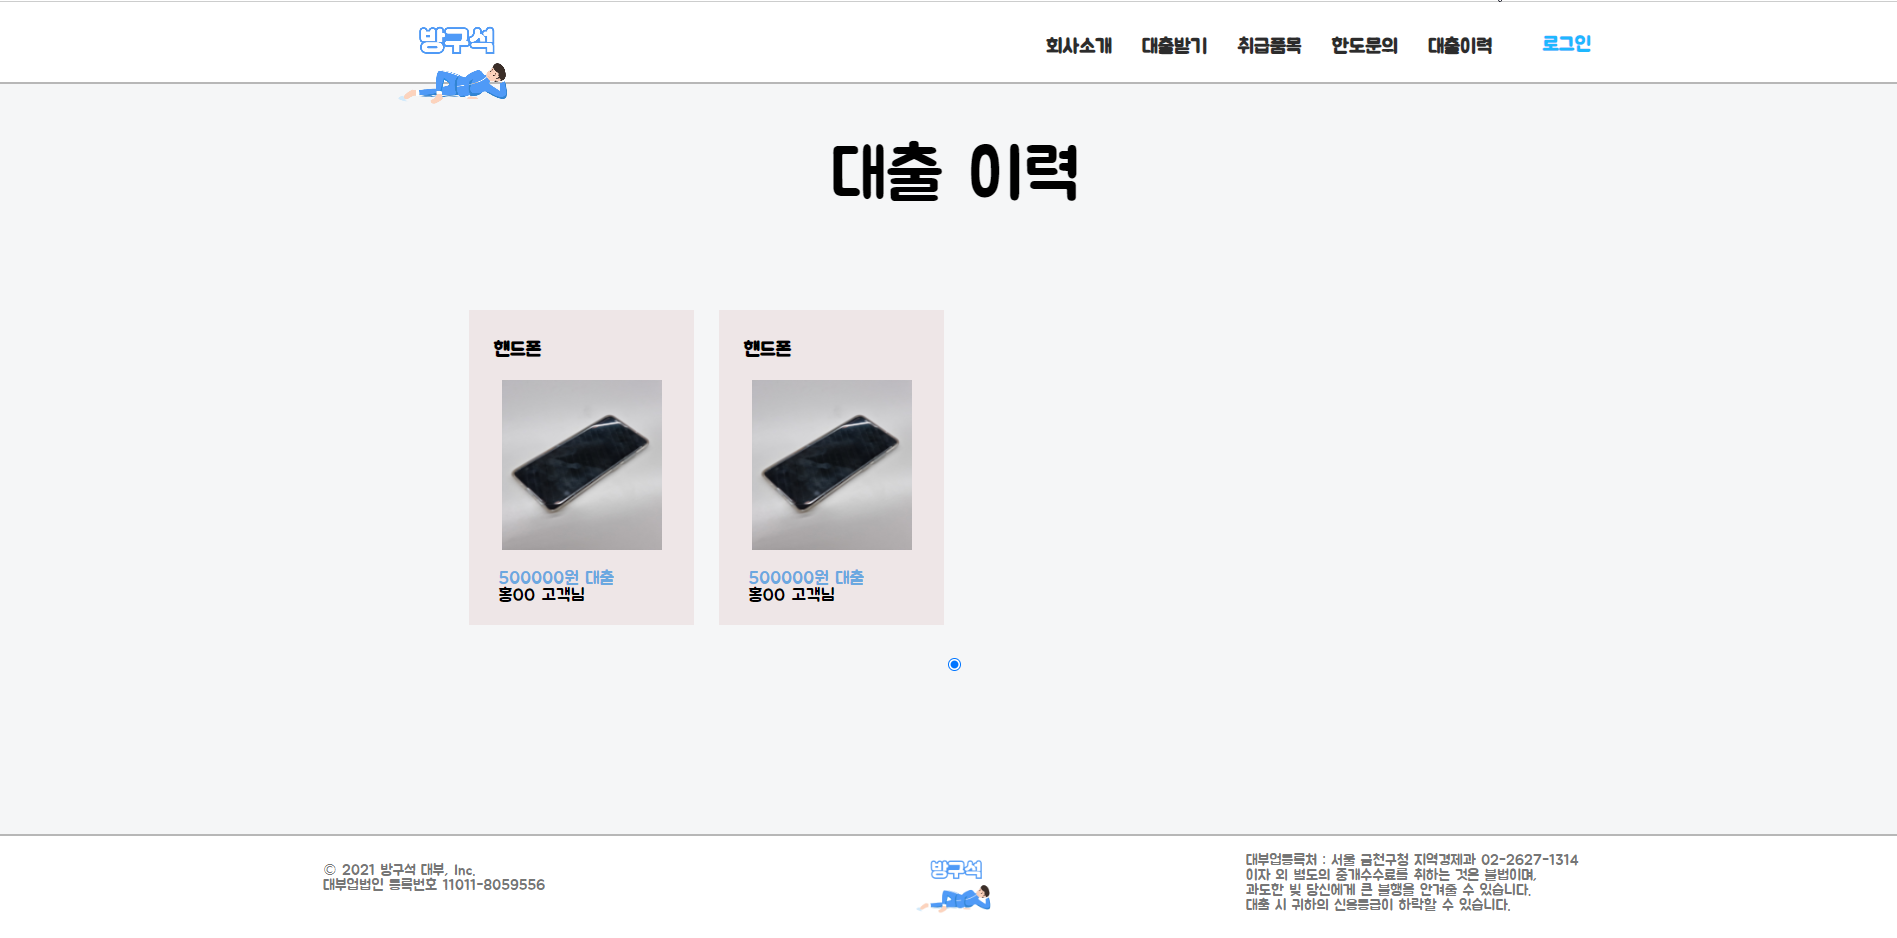 방구석
회사소개 대출받기 취급품목 한도문의 대출이력 로그인
대출 이력
핸드폰
500000원 대출
홍OO 고객님
핸드폰
500000원 대출
홍OO 고객님
© 2021 방구석 대부, Inc.
대부업법인 등록번호 11011-8059556
방구석
대부업등록처 : 서울 금천구청 지역경제과 02-2627-1314
이자 외 별도의 중개수수료를 취하는 것은 불법이며,
과도한 빚 당신에게 큰 불행을 안겨줄 수 있습니다.
대출 시 귀하의 신용등급이 하락할 수 있습니다.